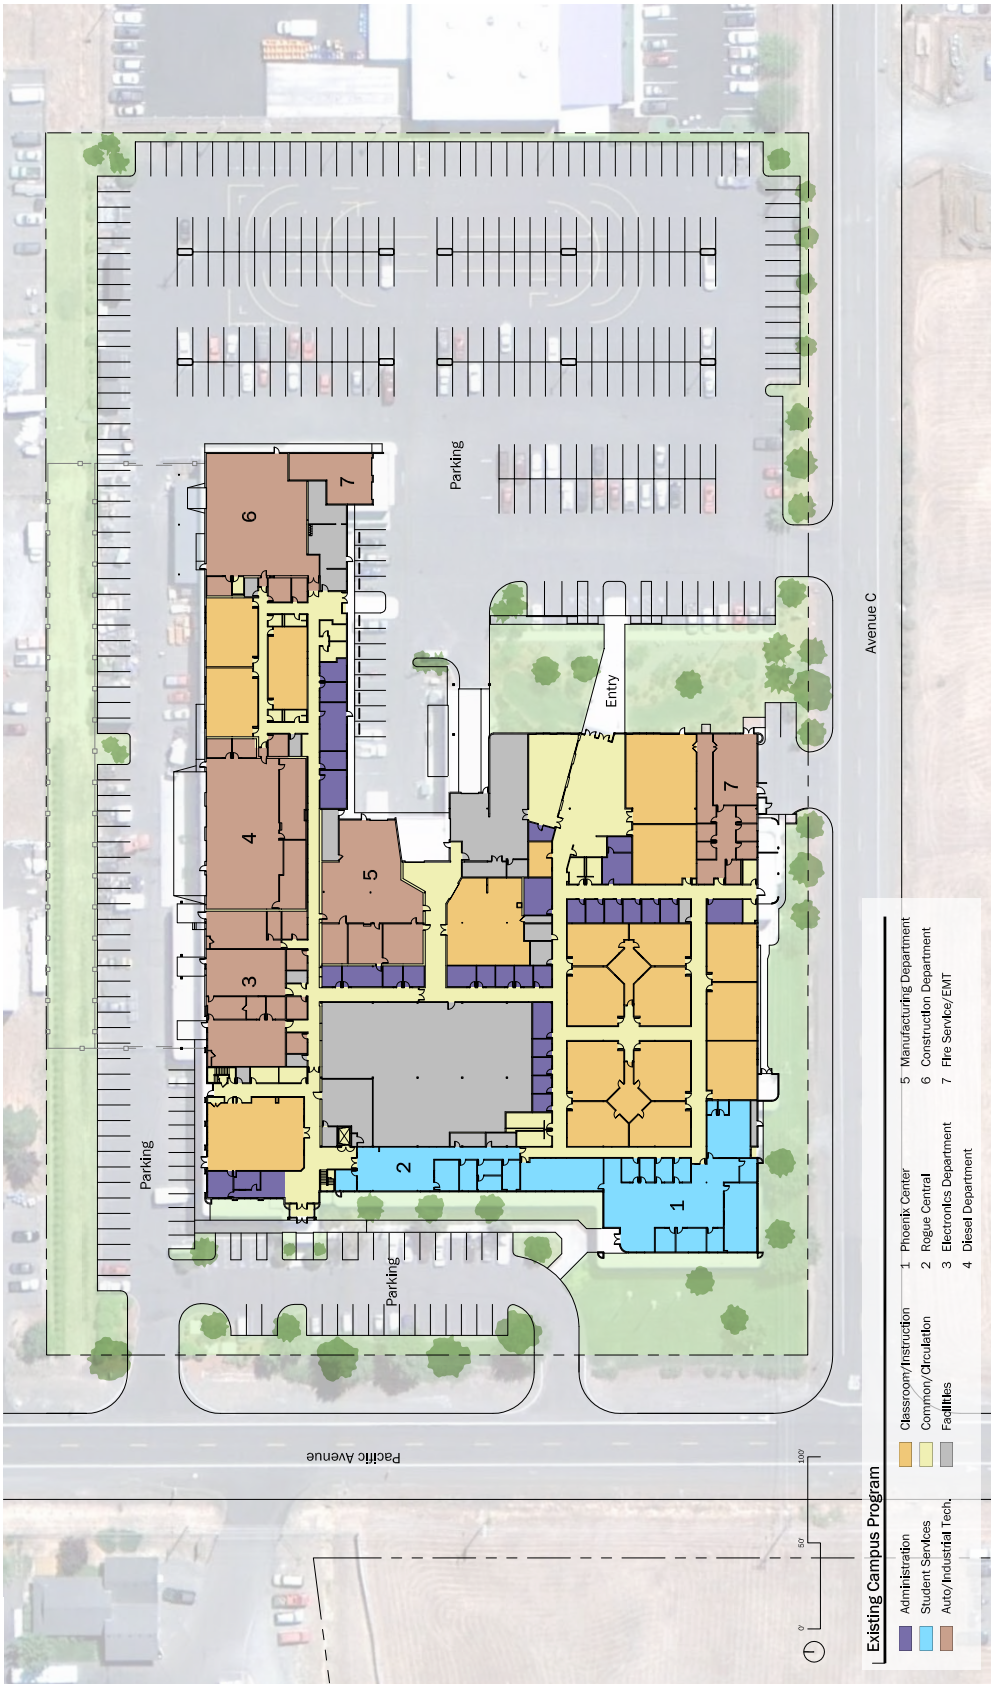 6
7
Parking
Avenue C
Entry
4
5
7
3
Parking
2
1
Parking
Pacific Avenue
0'
50'
100'
Existing Campus Program
Administration
Student Services
Auto/Industrial Tech.
Classroom/Instruction
Common/Circulation
Facilities
1 Phoenix Center
2 Rogue Central
3 Electronics Department
4 Diesel Department
5 Manufacturing Department
6 Construction Department
7 Fire Service/EMT